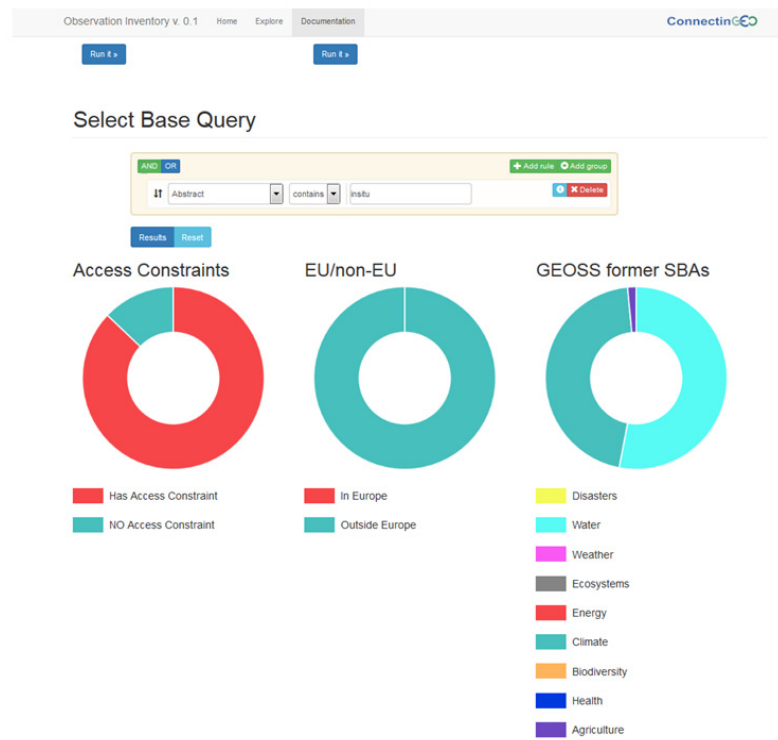 Observation Inventory v. 0.1 Home Explore Documentation ConnectinGEO
Run it » Run it »
Select Base Query
AND OR Add rule Add group
Abstract contains insitu Delete
Results Reset
Access Constraints EU/non-EU GEOSS former SBAs
Has Access Constraint In Europe Disasters
NO Access Constraint Outside Europe Water
Weather
Ecosystems
Energy
Climate
Biodiversity
Health
Agriculture